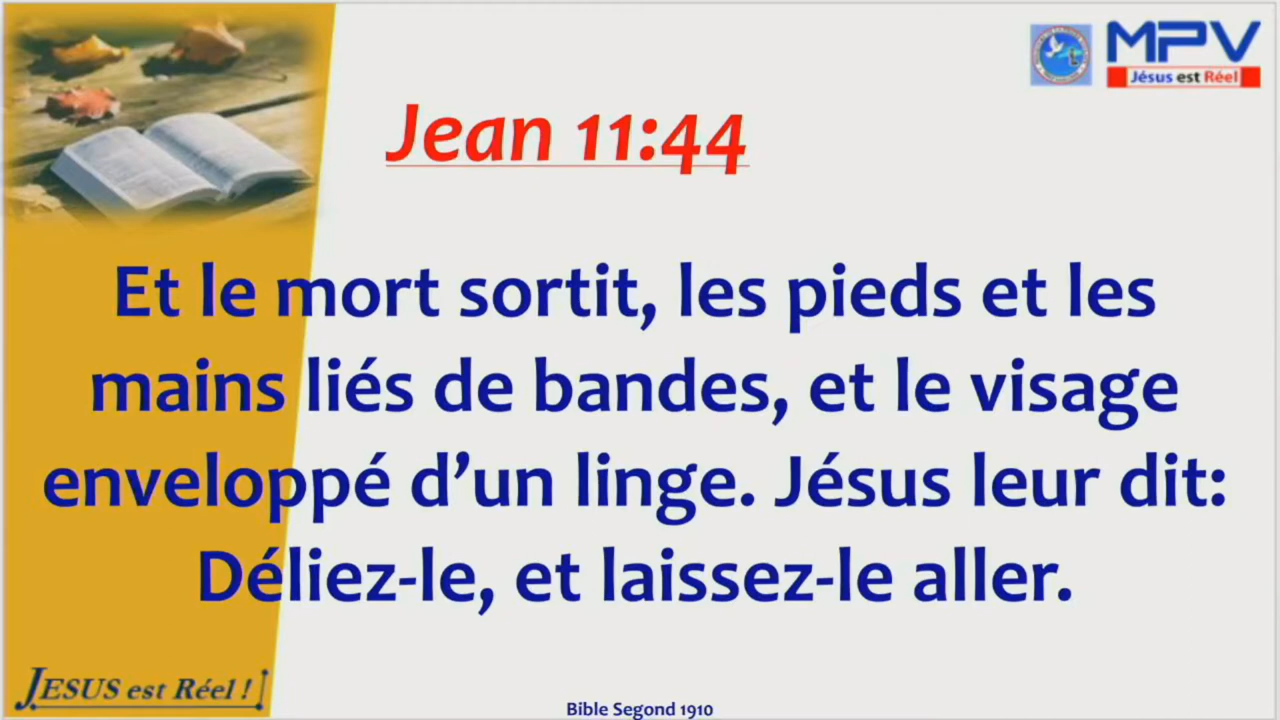 MPV
Jésus est Réel
Jean 11:44
Et le mort sortit, les pieds et les
mains liés de bandes, et le visage
enveloppé d’un linge. Jésus leur dit:
Déliez-le, et laissez-le aller.
JESUS est Réel !
Bible Segond 1910